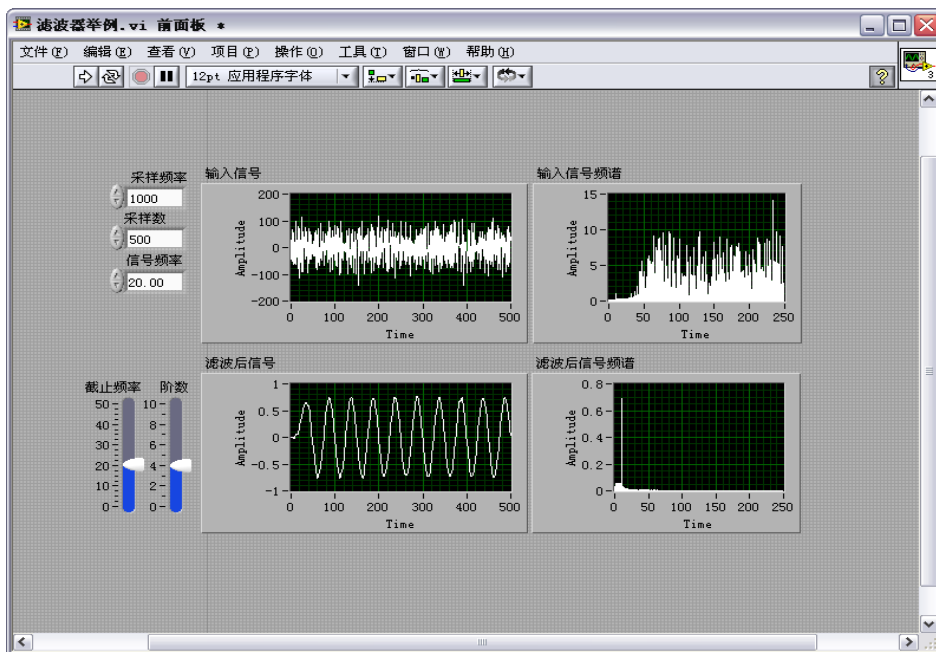 滤波器举例.vi 前面板 *
文件(F) 编辑(E) 查看(V) 项目(P) 操作(O) 工具(T) 窗口(W) 帮助(H)
12pt 应用程序字体
?
3
采样频率
1000
采样数
500
信号频率
20.00
输入信号
200
100
0
-100
-200
Amplitude
0 100 200 300 400 500
Time
输入信号频谱
15
10
5
0
Amplitude
0 50 100 150 200 250
Time
截止频率
50
40
30
20
10
0
阶数
10
8
6
4
2
0
滤波后信号
1
0.5
0
-0.5
-1
Amplitude
0 100 200 300 400 500
Time
滤波后信号频谱
0.8
0.6
0.4
0.2
0
Amplitude
0 50 100 150 200 250
Time